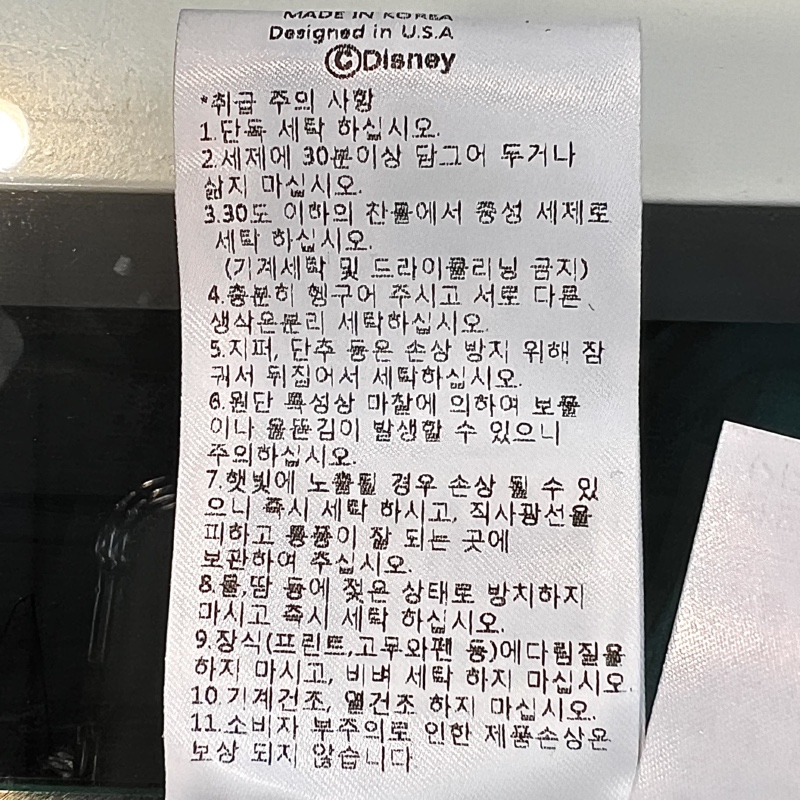 MADE IN KOREA
Designed in U.S.A
©Disney
*취급 주의 사항
1.단독 세탁 하십시오.
2.세제에 30분이상 담그어 두거나
삶지 마십시오.
3.30도 이하의 찬물에서 중성 세제로
세탁 하십시오.
(기계세탁 및 드라이클리닝 금지)
4.충분히 헹구어 주시고 서로 다른
생삭은분리 세탁하십시오.
5.지퍼, 단추 등은 손상 방지 위해 잠
궈서 뒤집어서 세탁하십시오.
6.원단 특성상 마찰에 의하여 보풀
이나 올뜯김이 발생할 수 있으니
주의하십시오.
7.햇빛에 노출될 경우 손상 될 수 있
으니 즉시 세탁 하시고, 직사광선을
피하고 통풍이 잘 되는 곳에
보관하여 주십시오.
8.물,땀 등에 젖은 상태로 방치하지
마시고 즉시 세탁 하십시오.
9.장식(프린트,고무와펜 등)에다림질을
하지 마시고, 비벼 세탁 하지 마십시오.
10.기계건조, 열건조 하지 마십시오.
11.소비자 부주의로 인한 제품손상은
보상 되지 않습니다